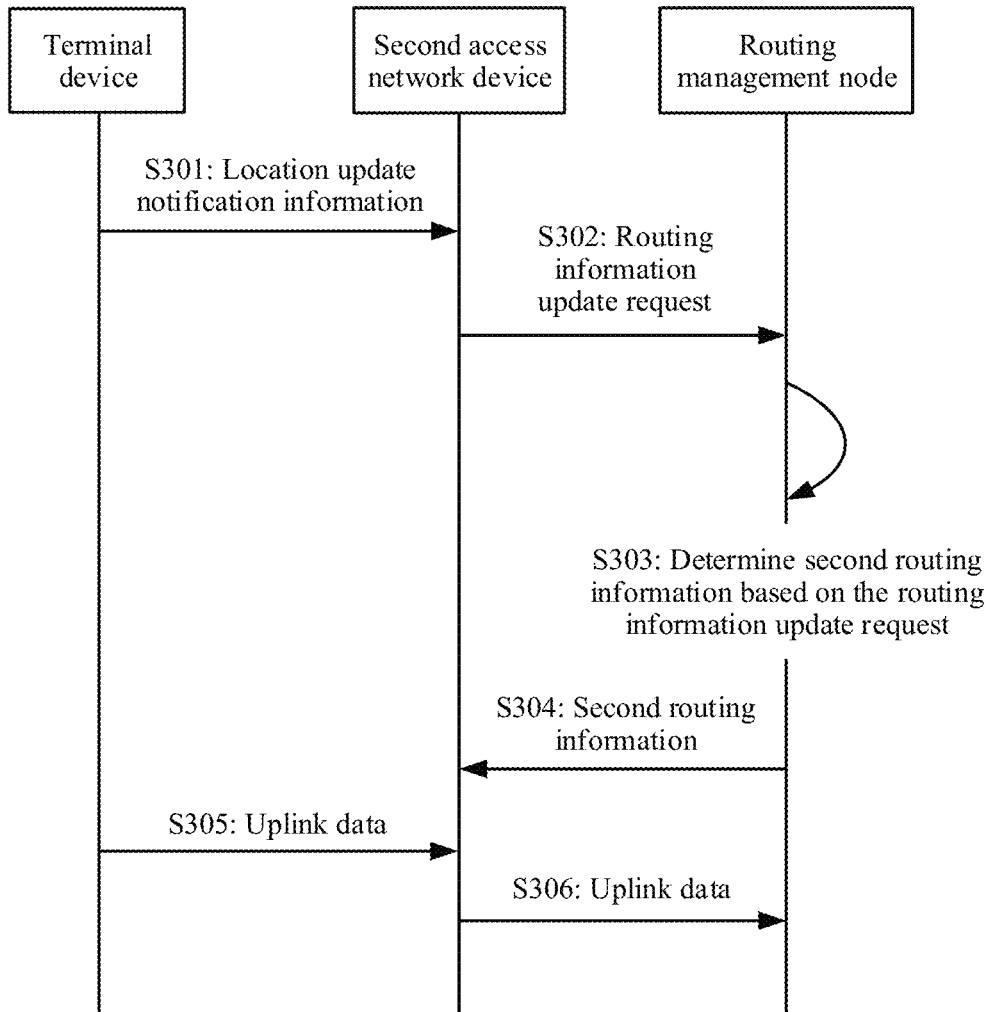 Terminal
device
Second access
network device
Routing
management node
S301: Location update
notification information
S302: Routing
information
update request
S303: Determine second routing
information based on the routing
information update request
S304: Second routing
information
S305: Uplink data
S306: Uplink data